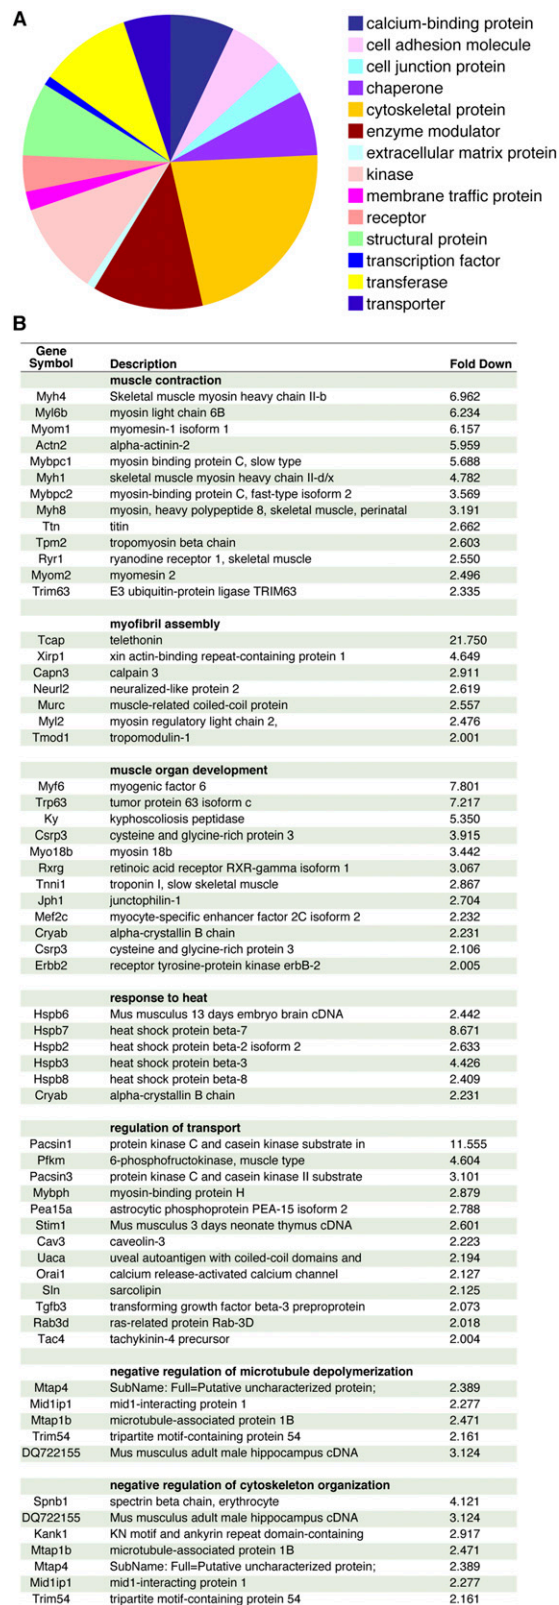 A
calcium-binding protein
cell adhesion molecule
cell junction protein
chaperone
cytoskeletal protein
enzyme modulator
extracellular matrix protein
kinase
membrane traffic protein
receptor
structural protein
transcription factor
transferase
transporter
B
Gene Symbol Description Fold Down
muscle contraction
Myh4 Skeletal muscle myosin heavy chain II-b 6.962
Myl6b myosin light chain 6B 6.234
Myom1 myomesin-1 isoform 1 6.157
Actn2 alpha-actinin-2 5.959
Mybpc1 myosin binding protein C, slow type 5.688
Myh1 skeletal muscle myosin heavy chain II-d/x 4.782
Mybpc2 myosin-binding protein C, fast-type isoform 2 3.569
Myh8 myosin, heavy polypeptide 8, skeletal muscle, perinatal 3.191
Ttn titin 2.662
Tpm2 tropomyosin beta chain 2.603
Ryr1 ryanodine receptor 1, skeletal muscle 2.550
Myom2 myomesin 2 2.496
Trim63 E3 ubiquitin-protein ligase TRIM63 2.335
myofibril assembly
Tcap telethonin 21.750
Xirp1 xin actin-binding repeat-containing protein 1 4.649
Capn3 calpain 3 2.911
Neurl2 neuralized-like protein 2 2.619
Murc muscle-related coiled-coil protein 2.557
Myl2 myosin regulatory light chain 2, 2.476
Tmod1 tropomodulin-1 2.001
muscle organ development
Myf6 myogenic factor 6 7.801
Trp63 tumor protein 63 isoform c 7.217
Ky kyphoscoliosis peptidase 5.350
Csrp3 cysteine and glycine-rich protein 3 3.915
Myo18b myosin 18b 3.442
Rxrg retinoic acid receptor RXR-gamma isoform 1 3.067
Tnni1 troponin I, slow skeletal muscle 2.867
Jph1 junctophilin-1 2.704
Mef2c myocyte-specific enhancer factor 2C isoform 2 2.232
Cryab alpha-crystallin B chain 2.231
Csrp3 cysteine and glycine-rich protein 3 2.106
Erbb2 receptor tyrosine-protein kinase erbB-2 2.005
response to heat
Hspb6 Mus musculus 13 days embryo brain cDNA 2.442
Hspb7 heat shock protein beta-7 8.671
Hspb2 heat shock protein beta-2 isoform 2 2.633
Hspb3 heat shock protein beta-3 4.426
Hspb8 heat shock protein beta-8 2.409
Cryab alpha-crystallin B chain 2.231
regulation of transport
Pacsin1 protein kinase C and casein kinase substrate in 11.555
Pfkm 6-phosphofructokinase, muscle type 4.604
Pacsin3 protein kinase C and casein kinase II substrate 3.101
Mybph myosin-binding protein H 2.879
Pea15a astrocytic phosphoprotein PEA-15 isoform 2 2.788
Stim1 Mus musculus 3 days neonate thymus cDNA 2.601
Cav3 caveolin-3 2.223
Uaca uveal autoantigen with coiled-coil domains and 2.194
Orai1 calcium release-activated calcium channel 2.127
Sln sarcolipin 2.125
Tgfb3 transforming growth factor beta-3 preproprotein 2.073
Rab3d ras-related protein Rab-3D 2.018
Tac4 tachykinin-4 precursor 2.004
negative regulation of microtubule depolymerization
Mtap4 SubName: Full=Putative uncharacterized protein; 2.389
Mid1ip1 mid1-interacting protein 1 2.277
Mtap1b microtubule-associated protein 1B 2.471
Trim54 tripartite motif-containing protein 54 2.161
DQ722155 Mus musculus adult male hippocampus cDNA 3.124
negative regulation of cytoskeleton organization
Spnb1 spectrin beta chain, erythrocyte 4.121
DQ722155 Mus musculus adult male hippocampus cDNA 3.124
Kank1 KN motif and ankyrin repeat domain-containing 2.917
Mtap1b microtubule-associated protein 1B 2.471
Mtap4 SubName: Full=Putative uncharacterized protein; 2.389
Mid1ip1 mid1-interacting protein 1 2.277
Trim54 tripartite motif-containing protein 54 2.161